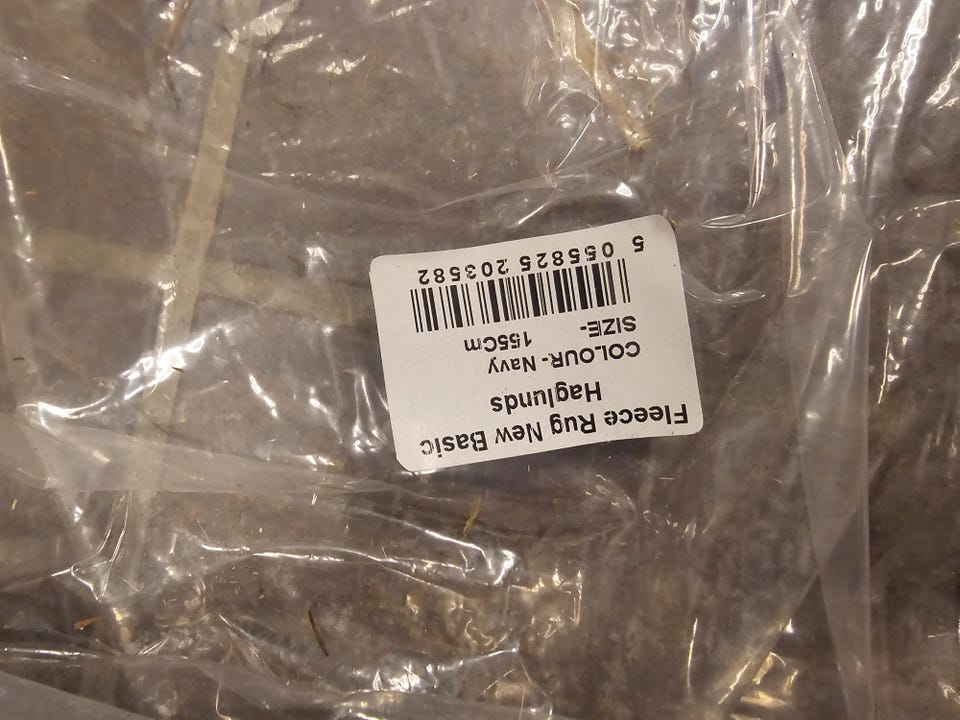 Fleece Rug New Basic
Haglunds
COLOUR- Navy
SIZE- 155Cm
5 055825 203582